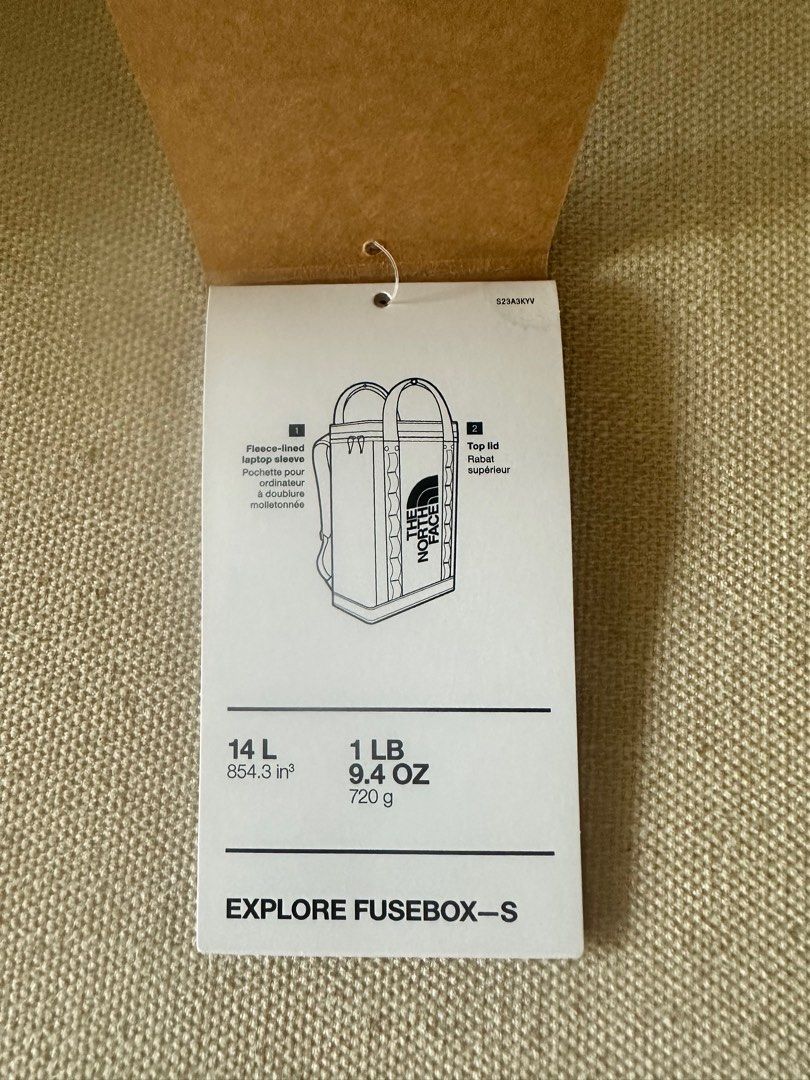 S23A3KYV
1
Fleece-lined
laptop sleeve
Pochette pour
ordinateur
à doublure
molletonnée
2
Top lid
Rabat
supérieur
THE
NORTH
FACE
14 L
854.3 in³
1 LB
9.4 OZ
720 g
EXPLORE FUSEBOX—S